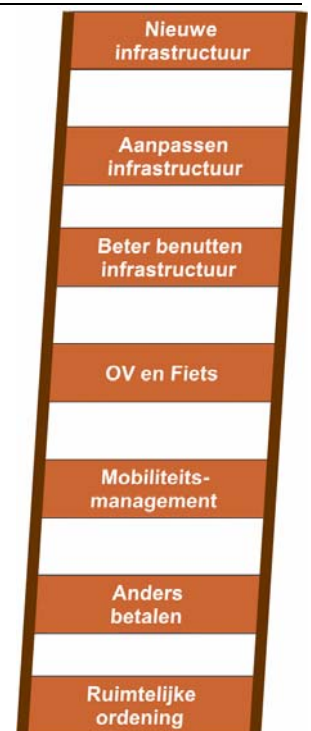 Nieuwe
infrastructuur
Aanpassen
infrastructuur
Beter benutten
infrastructuur
OV en Fiets
Mobiliteits-
management
Anders
betalen
Ruimtelijke
ordening